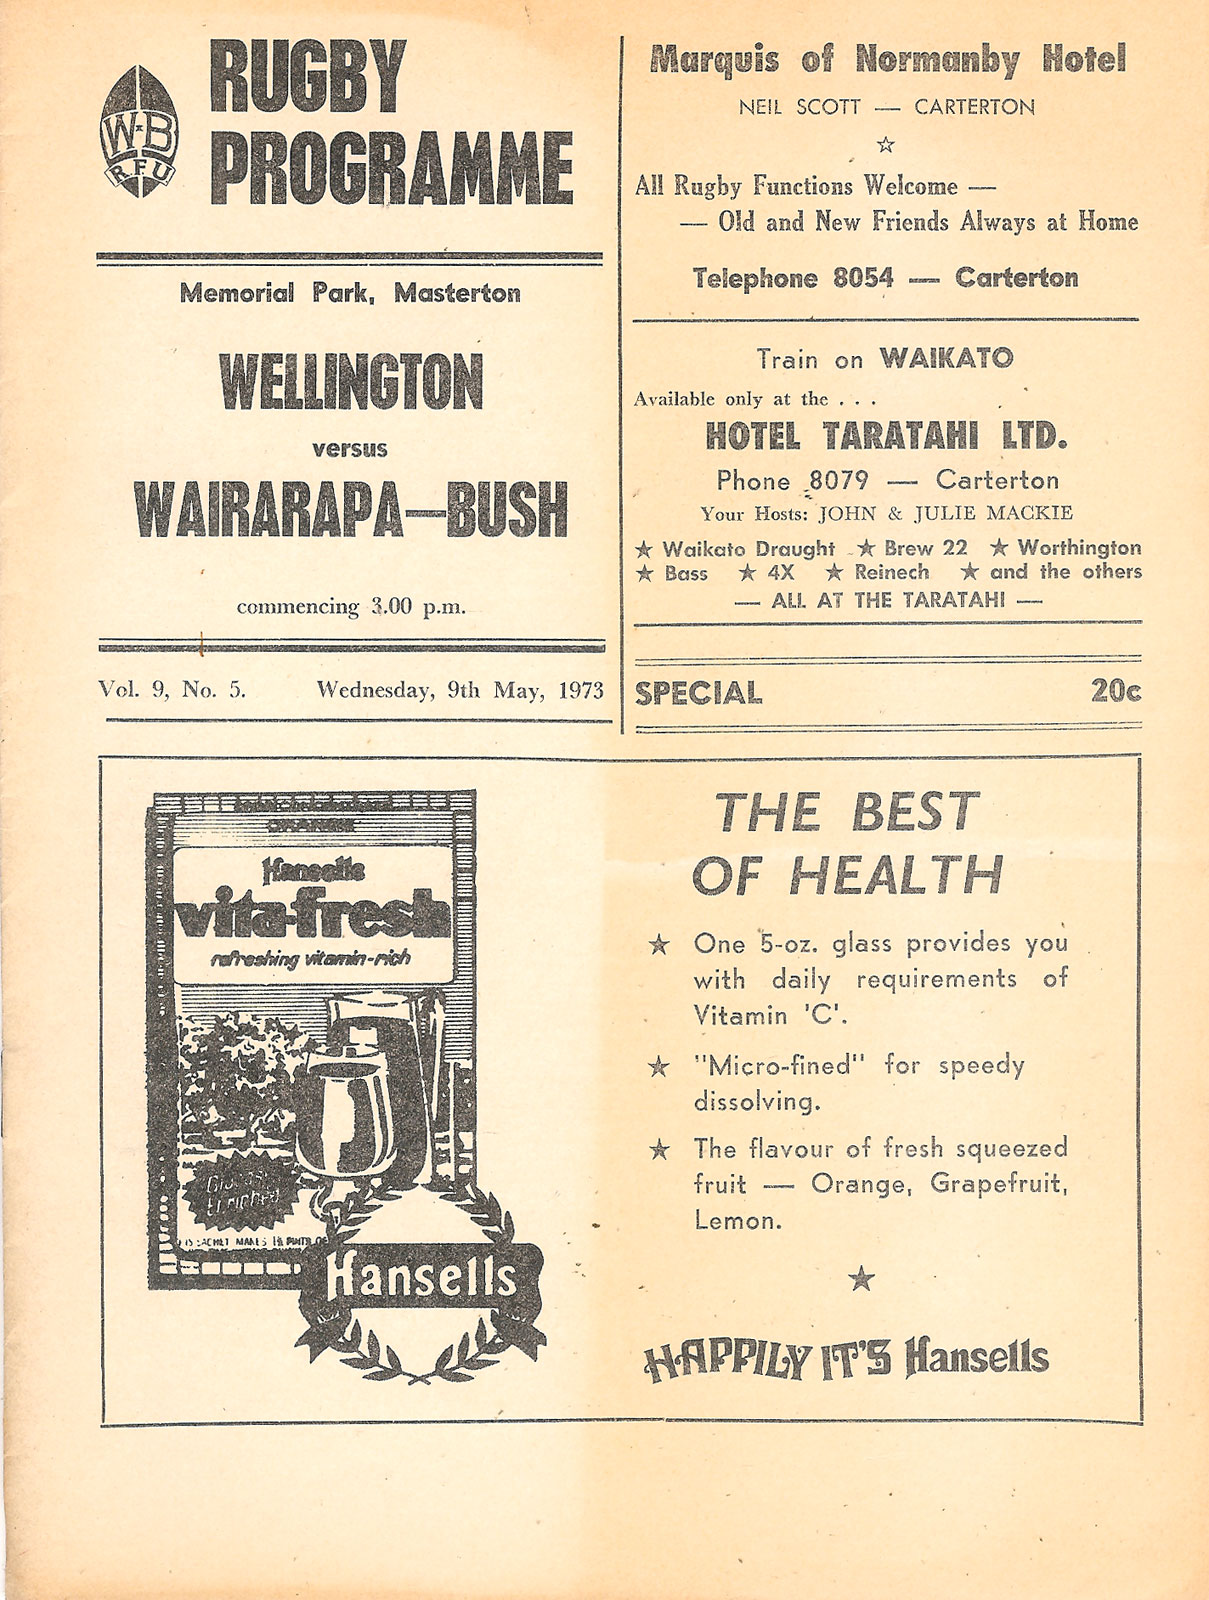 W-B
R.F.U
RUGBY
PROGRAMME
Memorial Park, Masterton
WELLINGTON
versus
WAIRARAPA—BUSH
commencing 3.00 p.m.
Vol. 9, No. 5. Wednesday, 9th May, 1973
Marquis of Normanby Hotel
NEIL SCOTT — CARTERTON
☆
All Rugby Functions Welcome —
— Old and New Friends Always at Home
Telephone 8054 — Carterton
Train on WAIKATO
Available only at the . . .
HOTEL TARATAHI LTD.
Phone 8079 — Carterton
Your Hosts: JOHN & JULIE MACKIE
★ Waikato Draught ★ Brew 22 ★ Worthington
★ Bass ★ 4X ★ Reinech ★ and the others
— ALL AT THE TARATAHI —
SPECIAL 20c
ORANGE
Hansells
vita-fresh
refreshing vitamin-rich
SACHET MAKES
Hansells
THE BEST
OF HEALTH
★ One 5-oz. glass provides you
with daily requirements of
Vitamin 'C'.
★ "Micro-fined" for speedy
dissolving.
★ The flavour of fresh squeezed
fruit — Orange, Grapefruit,
Lemon.
★
HAPPILY IT'S Hansells